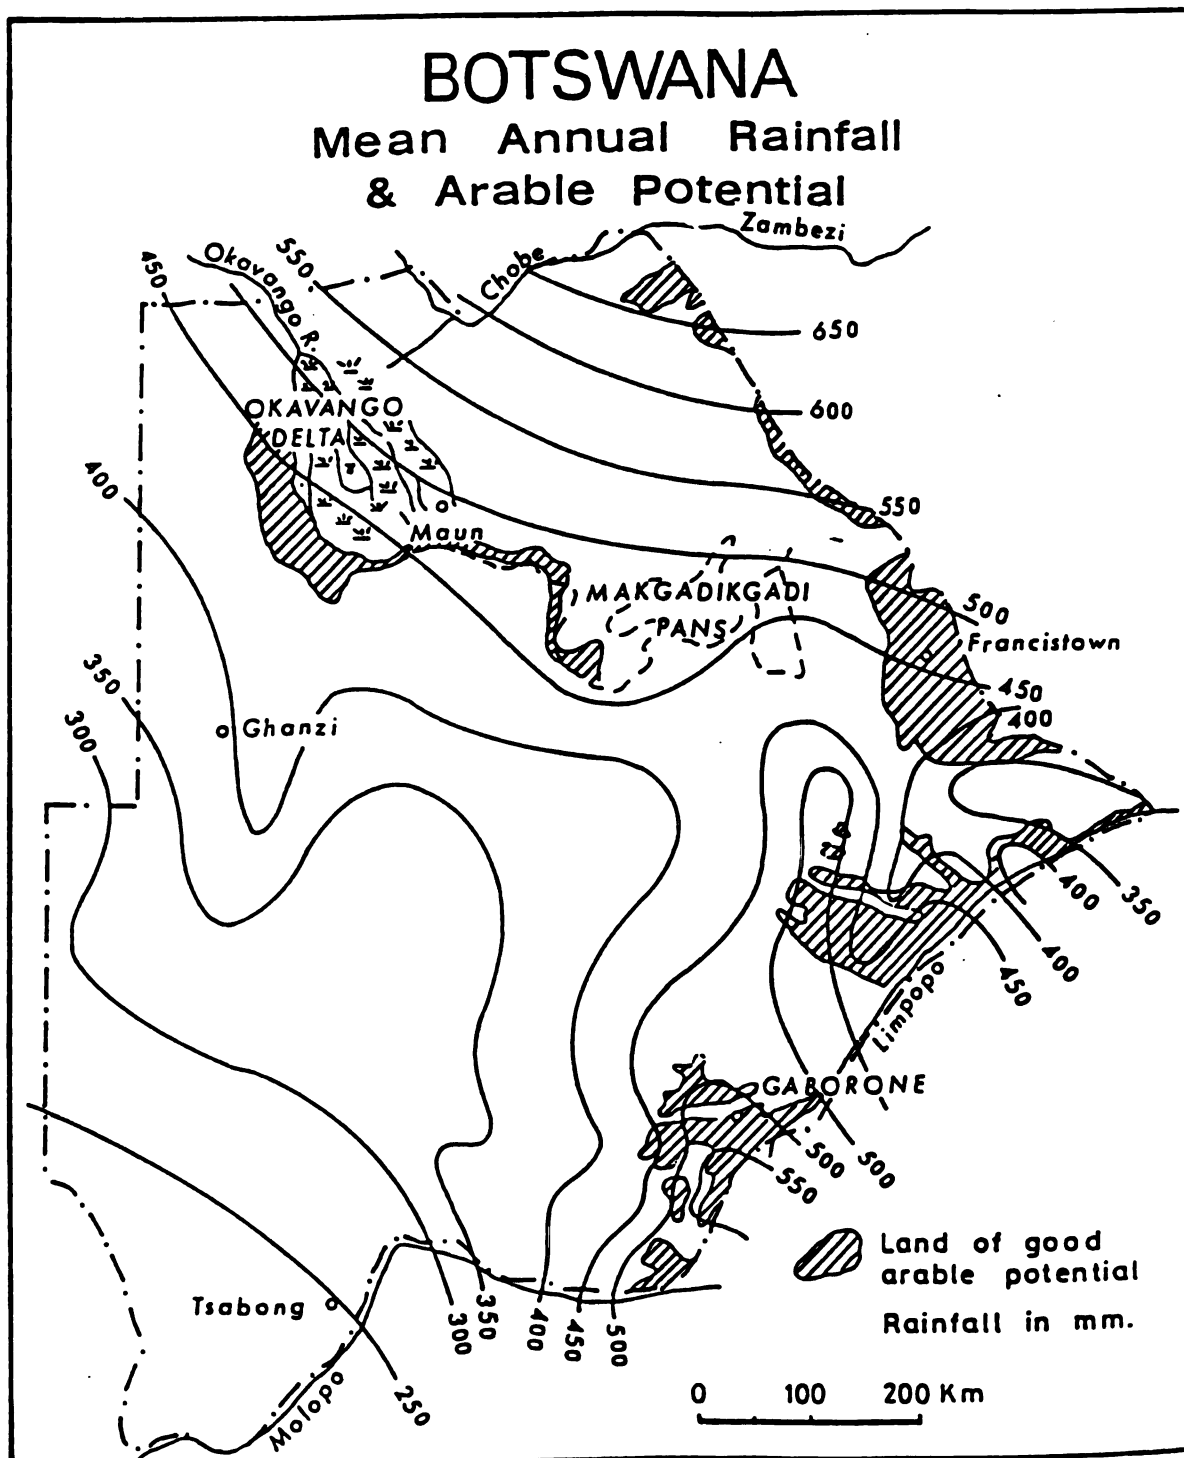 BOTSWANA
Mean Annual Rainfall
& Arable Potential
Zambezi
Okavango R.
550
450
Chobe
650
600
OKAVANGO
DELTA
400
550
Maun
MAKGADIKGADI
PANS
500
Francistown
350
450
300
400
Ghanzi
400
350
400
450
Limpopo
GABORONE
500
500
550
Land of good
arable potential
Rainfall in mm.
Tsabong
300
350
400
450
500
250
Molopo
0 100 200 Km